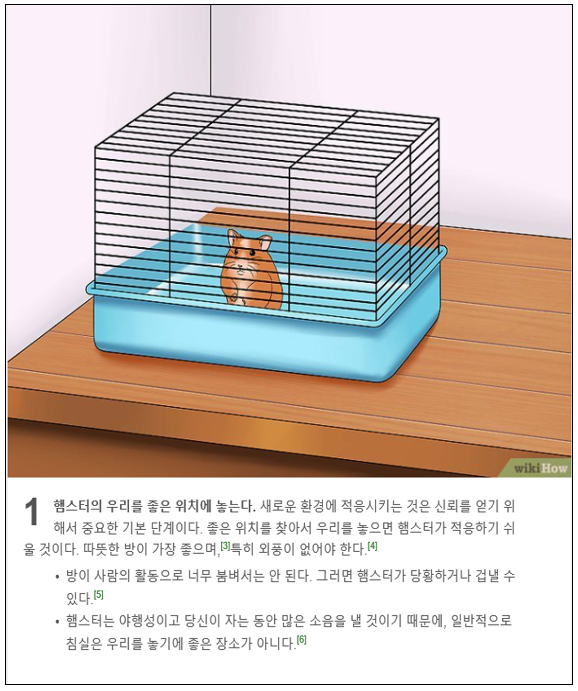 wikiHow
1 햄스터의 우리를 좋은 위치에 놓는다. 새로운 환경에 적응시키는 것은 신뢰를 얻기 위
해서 중요한 기본 단계이다. 좋은 위치를 찾아서 우리를 놓으면 햄스터가 적응하기 쉬
울 것이다. 따뜻한 방이 가장 좋으며,[3]특히 외풍이 없어야 한다.[4]
• 방이 사람의 활동으로 너무 붐벼서는 안 된다. 그러면 햄스터가 당황하거나 겁낼 수
있다.[5]
• 햄스터는 야행성이고 당신이 자는 동안 많은 소음을 낼 것이기 때문에, 일반적으로
침실은 우리를 놓기에 좋은 장소가 아니다.[6]